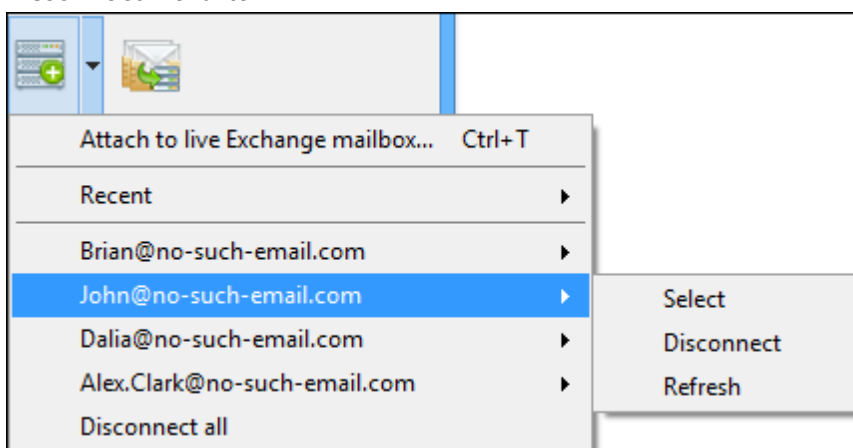 Attach to live Exchange mailbox... Ctrl+T
Recent
Brian@no-such-email.com
John@no-such-email.com
Select
Dalia@no-such-email.com
Disconnect
Alex.Clark@no-such-email.com
Refresh
Disconnect all